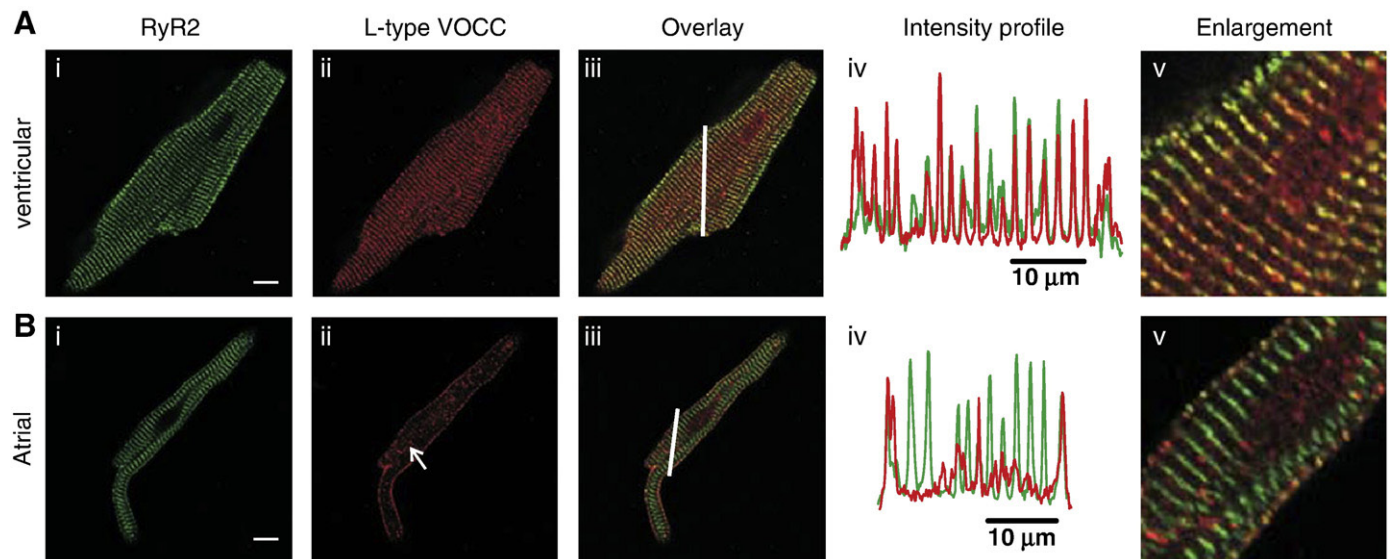 A RyR2 L-type VOCC Overlay Intensity profile Enlargement
ventricular
i ii iii iv v
10 μm
B i ii iii iv v
Atrial
10 μm